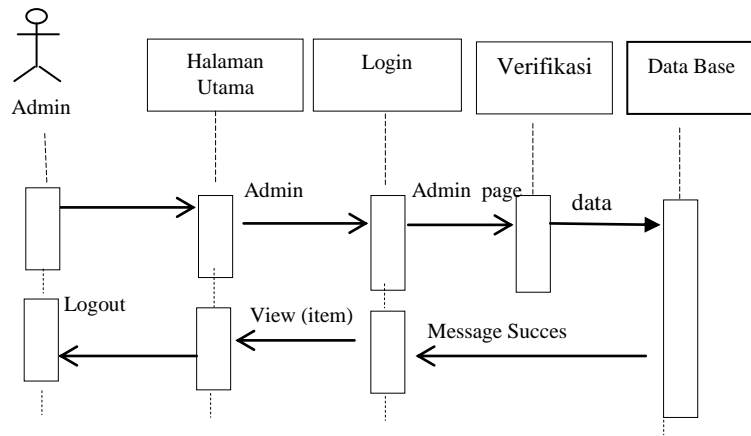 Admin
Halaman
Utama
Login
Verifikasi
Data Base
Admin
Admin page
data
Logout
View (item)
Message Succes